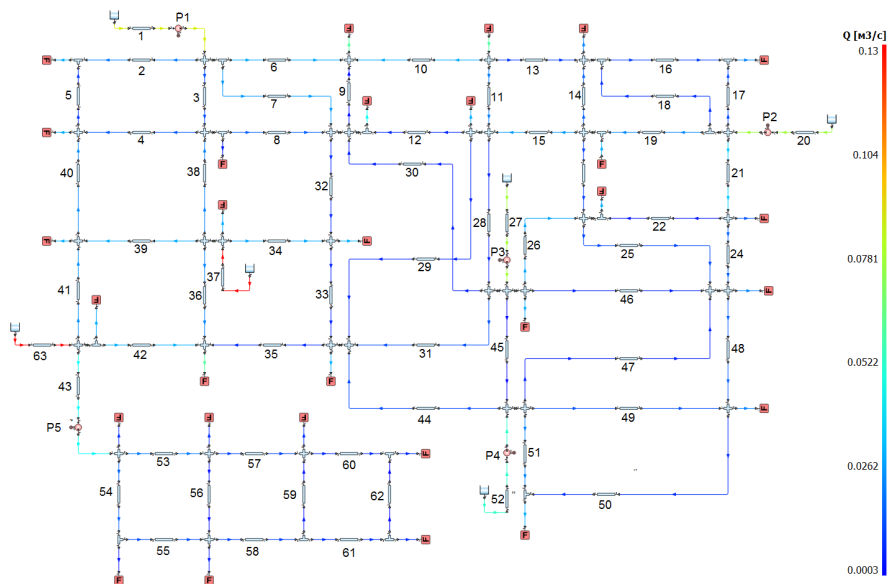 P1
Q [м3/с]
1
0.13
F
F
2
6
10
13
16
F
F
F
5
3
7
9
F
11
F
14
18
17
P2
F
4
8
12
15
19
20
0.104
F
F
40
38
30
21
32
F
28
27
26
22
F
F
39
34
F
P3
25
24
0.0781
37
29
41
36
33
46
F
F
F
63
42
35
31
45
47
48
0.0522
43
F
F
44
49
F
F
F
F
P5
53
57
60
F
P4
51
0.0262
54
56
59
62
52
50
55
58
61
F
F
F
F
0.0003